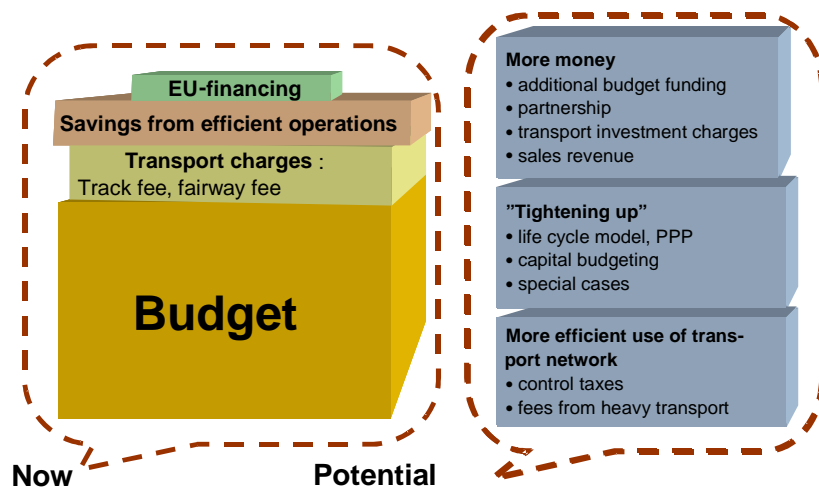 EU-financing
Savings from efficient operations
Transport charges :
Track fee, fairway fee
Budget
Now
More money
• additional budget funding
• partnership
• transport investment charges
• sales revenue
”Tightening up”
• life cycle model, PPP
• capital budgeting
• special cases
More efficient use of trans-
port network
• control taxes
• fees from heavy transport
Potential